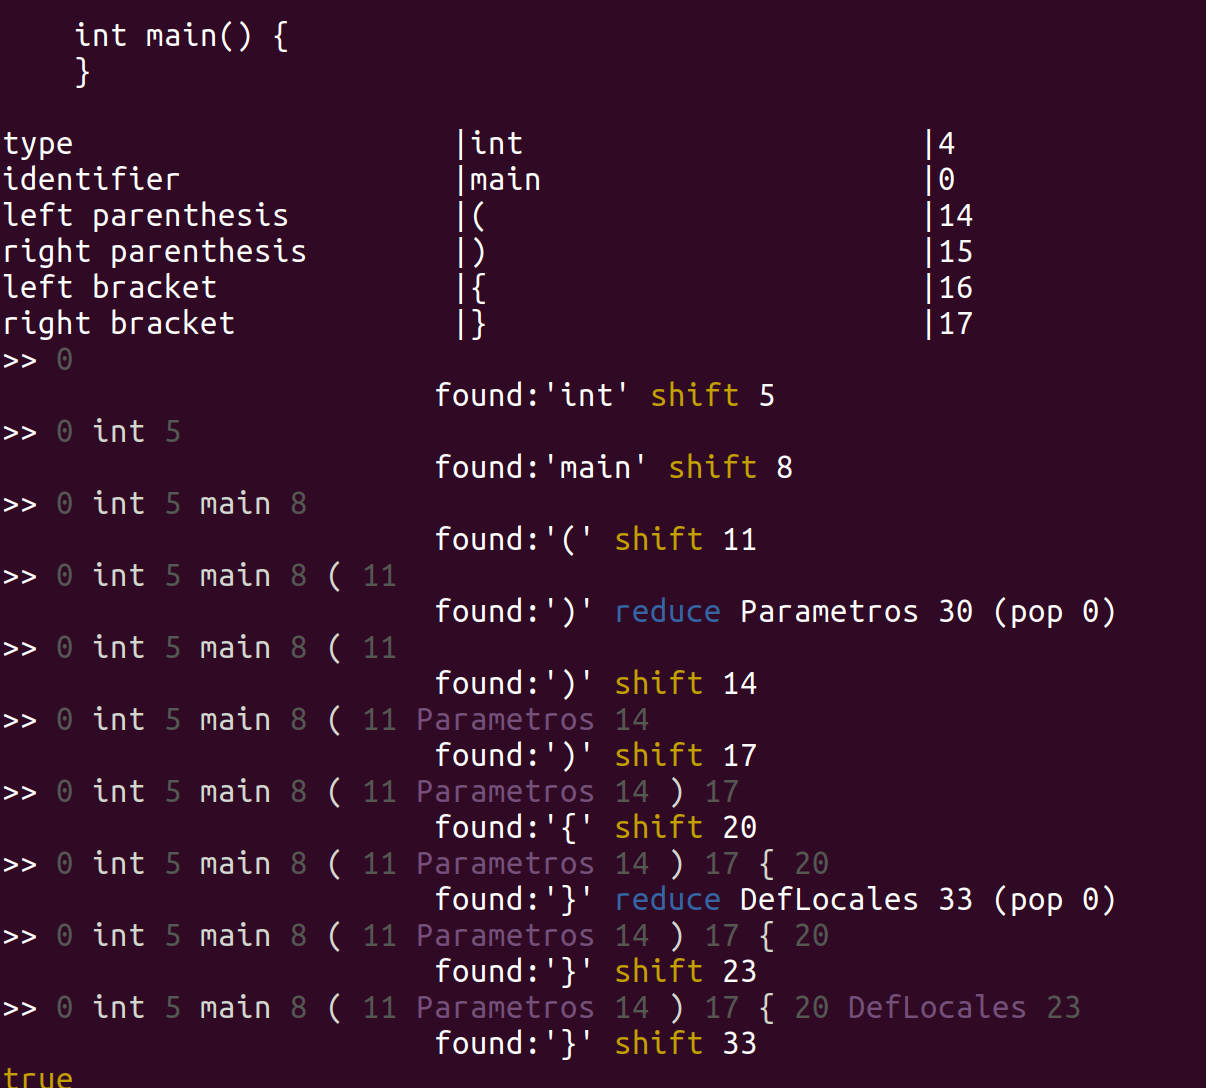 int main() {
}
type |int |4
identifier |main |0
left parenthesis |( |14
right parenthesis |) |15
left bracket |{ |16
right bracket |} |17
>> 0
found:'int' shift 5
>> 0 int 5
found:'main' shift 8
>> 0 int 5 main 8
found:'(' shift 11
>> 0 int 5 main 8 ( 11
found:')' reduce Parametros 30 (pop 0)
>> 0 int 5 main 8 ( 11
found:')' shift 14
>> 0 int 5 main 8 ( 11 Parametros 14
found:')' shift 17
>> 0 int 5 main 8 ( 11 Parametros 14 ) 17
found:'{' shift 20
>> 0 int 5 main 8 ( 11 Parametros 14 ) 17 { 20
found:'}' reduce DefLocales 33 (pop 0)
>> 0 int 5 main 8 ( 11 Parametros 14 ) 17 { 20
found:'}' shift 23
>> 0 int 5 main 8 ( 11 Parametros 14 ) 17 { 20 DefLocales 23
found:'}' shift 33
true